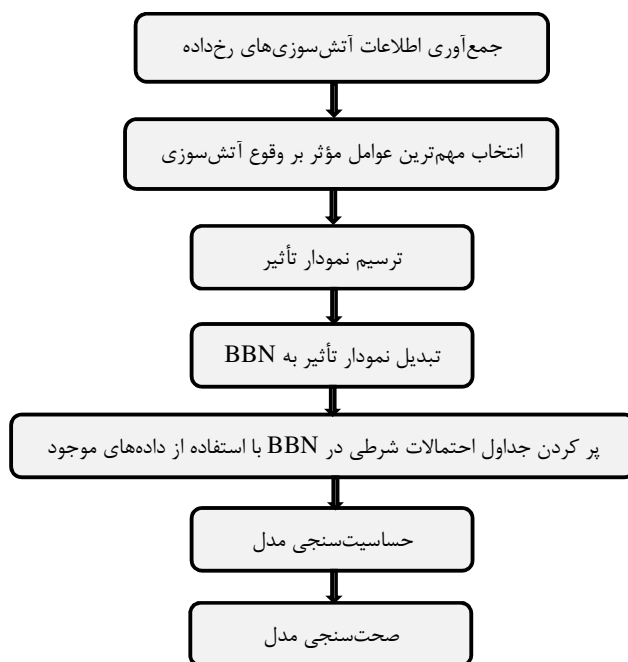 جمع‌آوری اطلاعات آتش‌سوزی‌های رخ‌داده
انتخاب مهم‌ترین عوامل مؤثر بر وقوع آتش‌سوزی
ترسیم نمودار تأثیر
تبدیل نمودار تأثیر به BBN
پر کردن جداول احتمالات شرطی در BBN با استفاده از داده‌های موجود
حساسیت‌سنجی مدل
صحت‌سنجی مدل